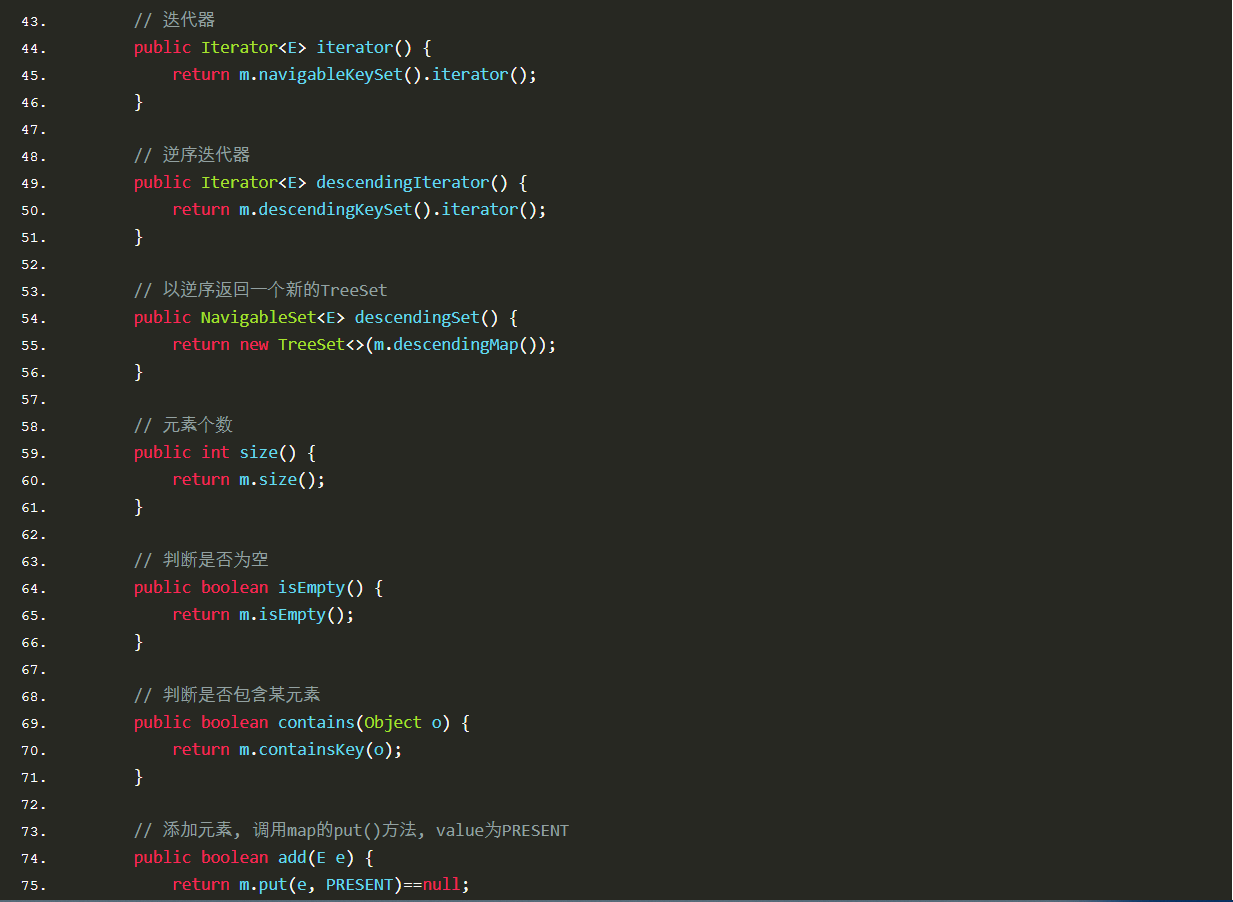 43.         // 迭代器
44.         public Iterator<E> iterator() {
45.             return m.navigableKeySet().iterator();
46.         }
47.
48.         // 逆序迭代器
49.         public Iterator<E> descendingIterator() {
50.             return m.descendingKeySet().iterator();
51.         }
52.
53.         // 以逆序返回一个新的TreeSet
54.         public NavigableSet<E> descendingSet() {
55.             return new TreeSet<>(m.descendingMap());
56.         }
57.
58.         // 元素个数
59.         public int size() {
60.             return m.size();
61.         }
62.
63.         // 判断是否为空
64.         public boolean isEmpty() {
65.             return m.isEmpty();
66.         }
67.
68.         // 判断是否包含某元素
69.         public boolean contains(Object o) {
70.             return m.containsKey(o);
71.         }
72.
73.         // 添加元素, 调用map的put()方法, value为PRESENT
74.         public boolean add(E e) {
75.             return m.put(e, PRESENT)==null;